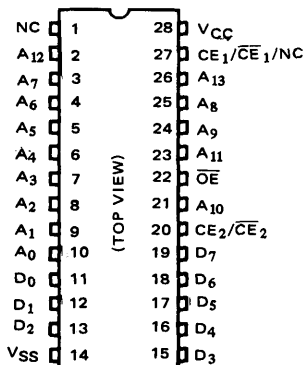 NC 1 28 VCC
A12 2 27 CE1/C̅E̅1/NC
A7 3 26 A13
A6 4 25 A8
A5 5 24 A9
A4 6 23 A11
A3 7 22 O̅E̅
A2 8 21 A10
A1 9 20 CE2/C̅E̅2
A0 10 19 D7
D0 11 18 D6
D1 12 17 D5
D2 13 16 D4
VSS 14 15 D3
(TOP VIEW)